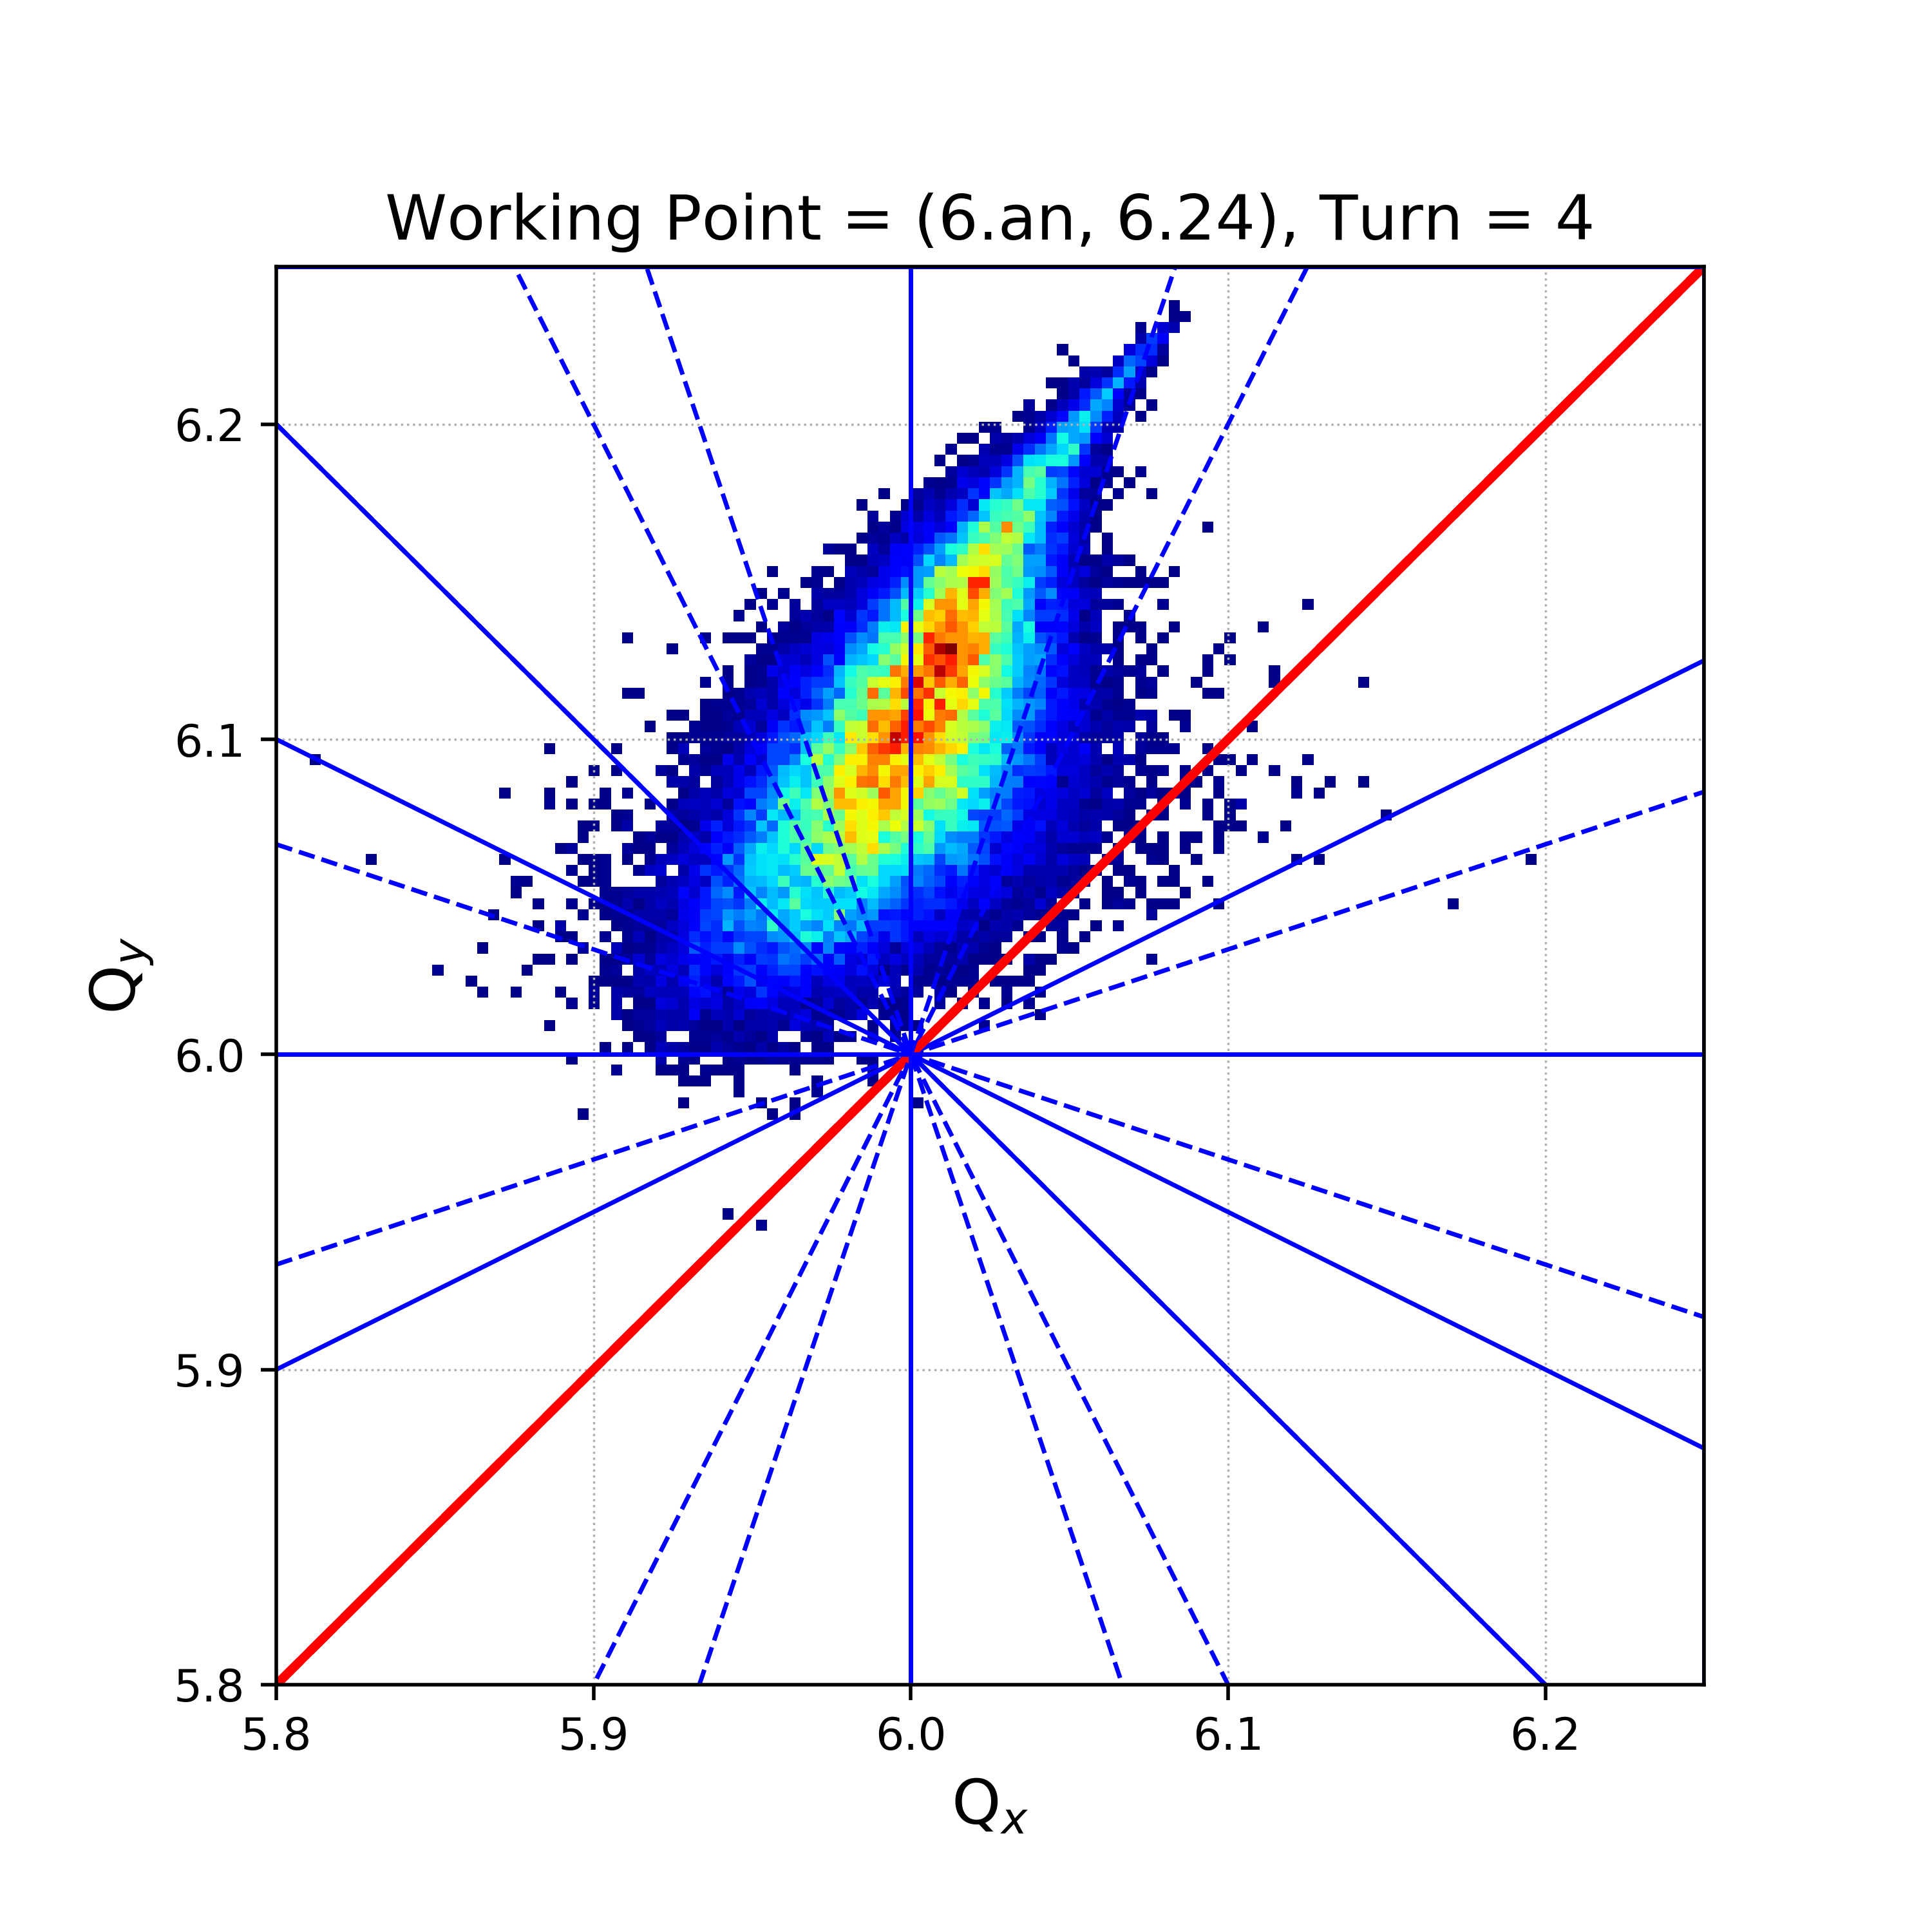 Working Point = (6.an, 6.24), Turn = 4
6.2
6.1
6.0
5.9
5.8
Qy
5.8 5.9 6.0 6.1 6.2
Qx